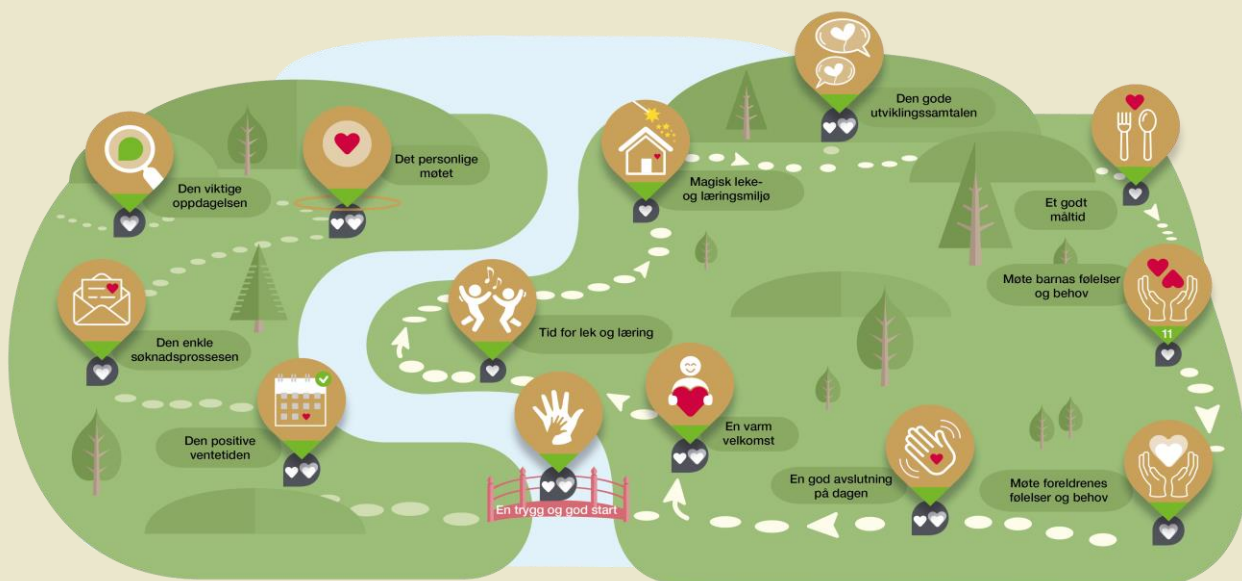 Den viktige
oppdagelsen
Det personlige
møtet
Den enkle
søknadsprossesen
Den positive
ventetiden
En trygg og god start
En varm
velkomst
Tid for lek og læring
Magisk leke-
og læringsmiljø
Den gode
utviklingssamtalen
Et godt
måltid
Møte barnas følelser
og behov
11
Møte foreldrenes
følelser og behov
En god avslutning
på dagen